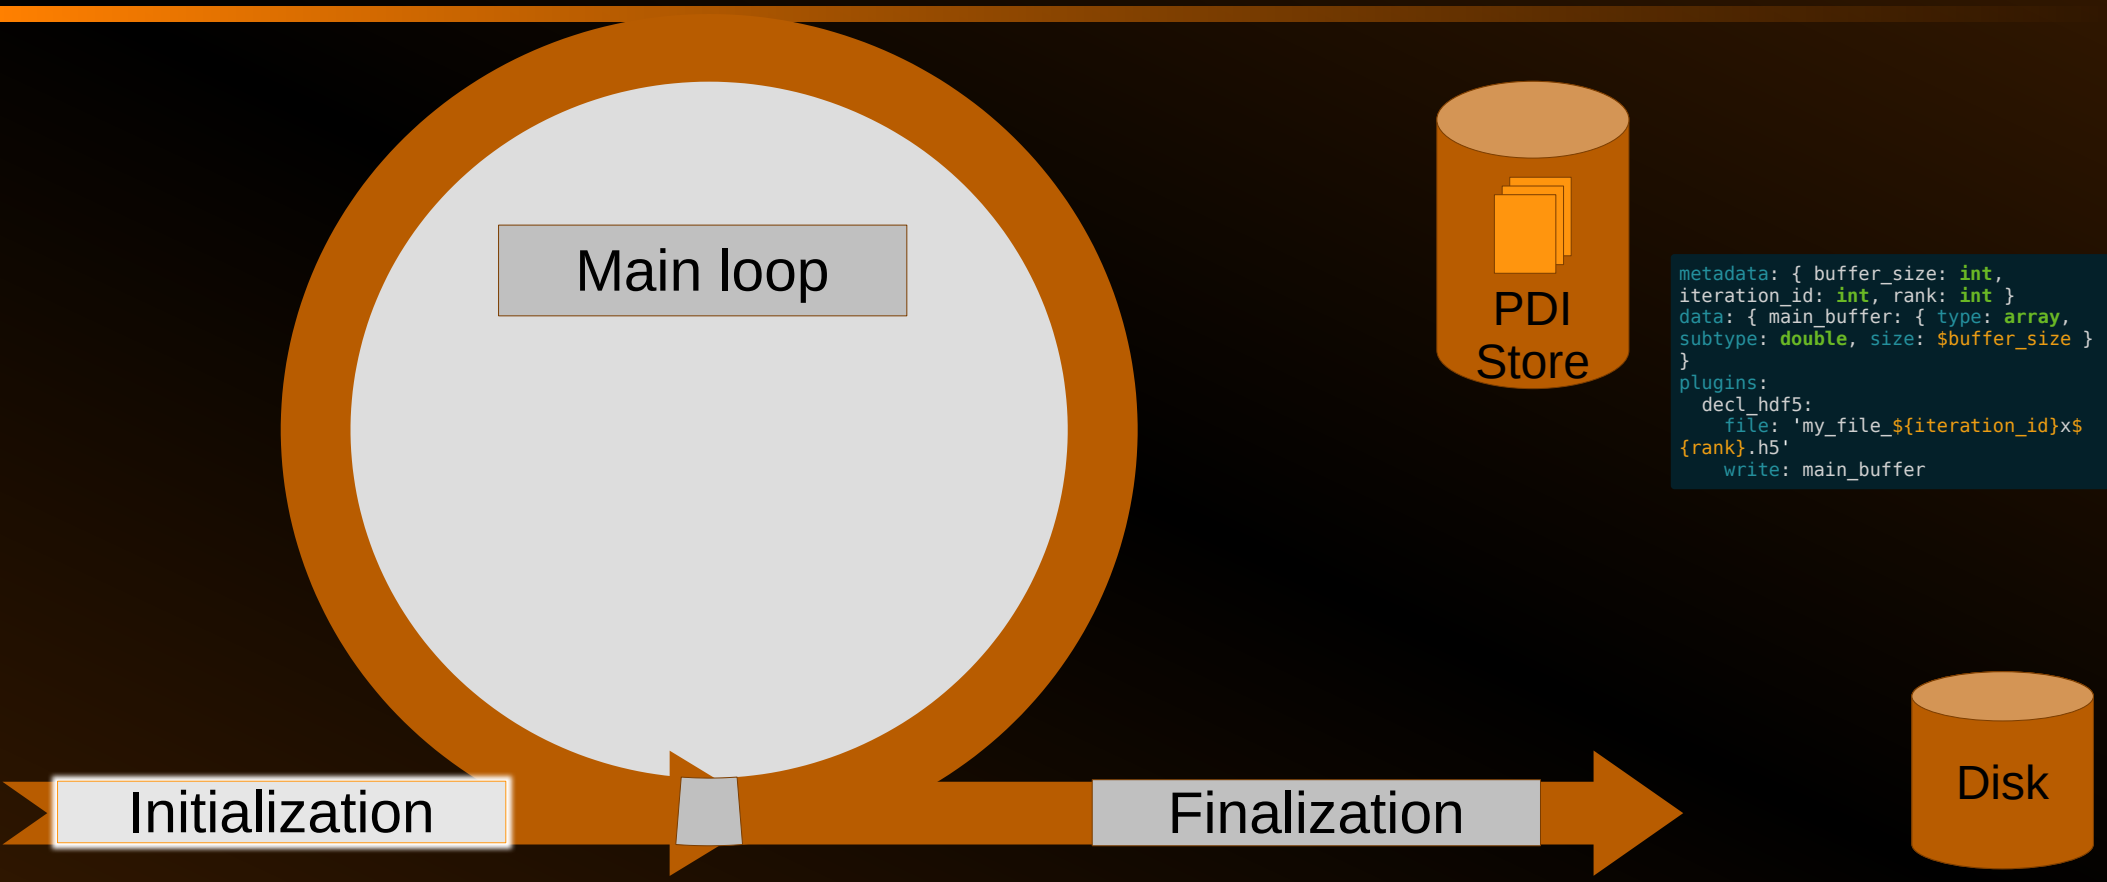 Main loop
PDI
Store
metadata: { buffer_size: int,
iteration_id: int, rank: int }
data: { main_buffer: { type: array,
subtype: double, size: $buffer_size }
}
plugins:
  decl_hdf5:
    file: 'my_file_${iteration_id}x$
{rank}.h5'
    write: main_buffer
Initialization
Finalization
Disk